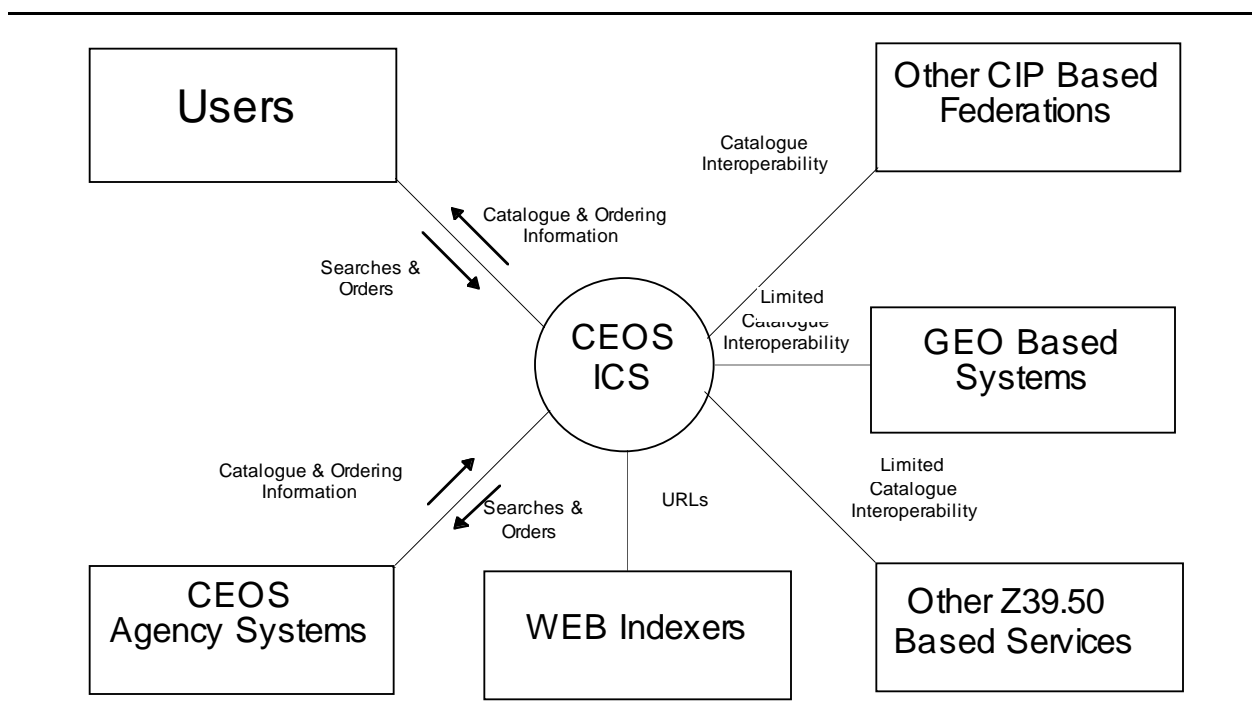 Users
Other CIP Based
Federations
Catalogue
Interoperability
Catalogue & Ordering
Information
Searches &
Orders
Limited
Catalogue
Interoperability
CEOS
ICS
GEO Based
Systems
Catalogue & Ordering
Information
Searches &
Orders
URLs
Limited
Catalogue
Interoperability
CEOS
Agency Systems
WEB Indexers
Other Z39.50
Based Services